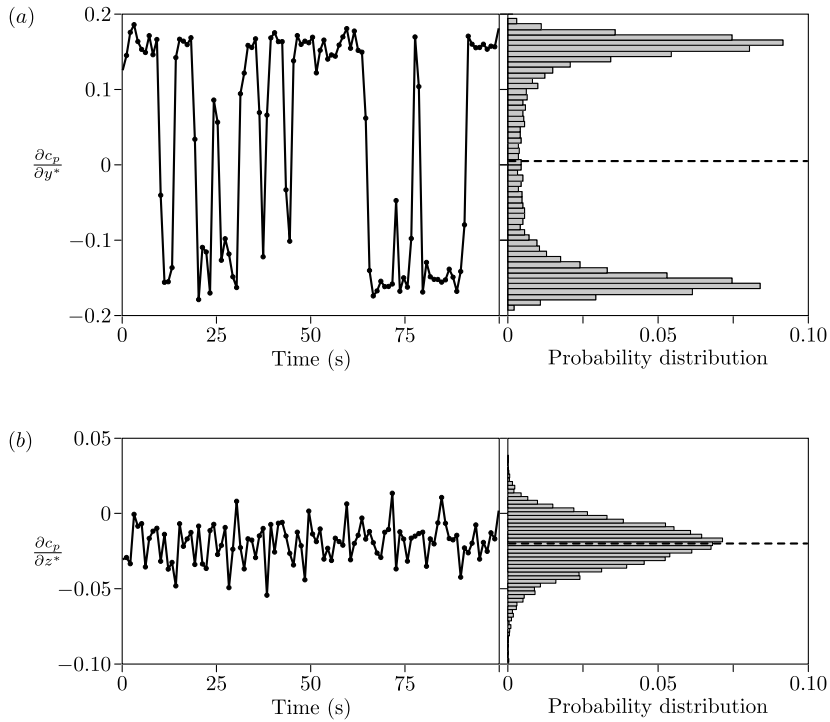 (a)
0.2
0.1
0
−0.1
−0.2
∂c_p
∂y*
0 25 50 75
Time (s)
0 0.05 0.10
Probability distribution
(b)
0.05
0
−0.05
−0.10
∂c_p
∂z*
0 25 50 75
Time (s)
0 0.05 0.10
Probability distribution